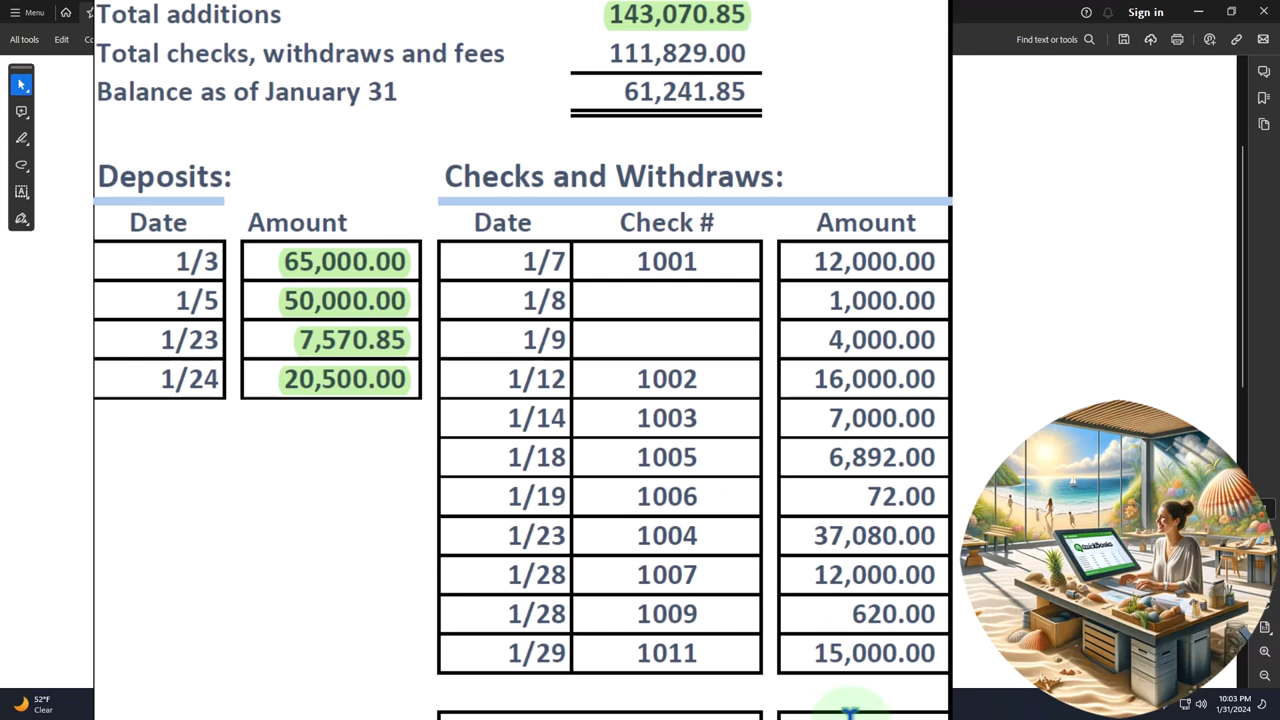 Menu
Sign in
All tools Edit
Find text or tools
Total additions 143,070.85
Total checks, withdraws and fees 111,829.00
Balance as of January 31 61,241.85
Deposits: Checks and Withdraws:
Date Amount Date Check # Amount
1/3 65,000.00 1/7 1001 12,000.00
1/5 50,000.00 1/8 1,000.00
1/23 7,570.85 1/9 4,000.00
1/24 20,500.00 1/12 1002 16,000.00
1/14 1003 7,000.00
1/18 1005 6,892.00
1/19 1006 72.00
1/23 1004 37,080.00
1/28 1007 12,000.00
1/28 1009 620.00
1/29 1011 15,000.00
QuickBooks
52°F
Clear
10:03 PM
1/31/2024